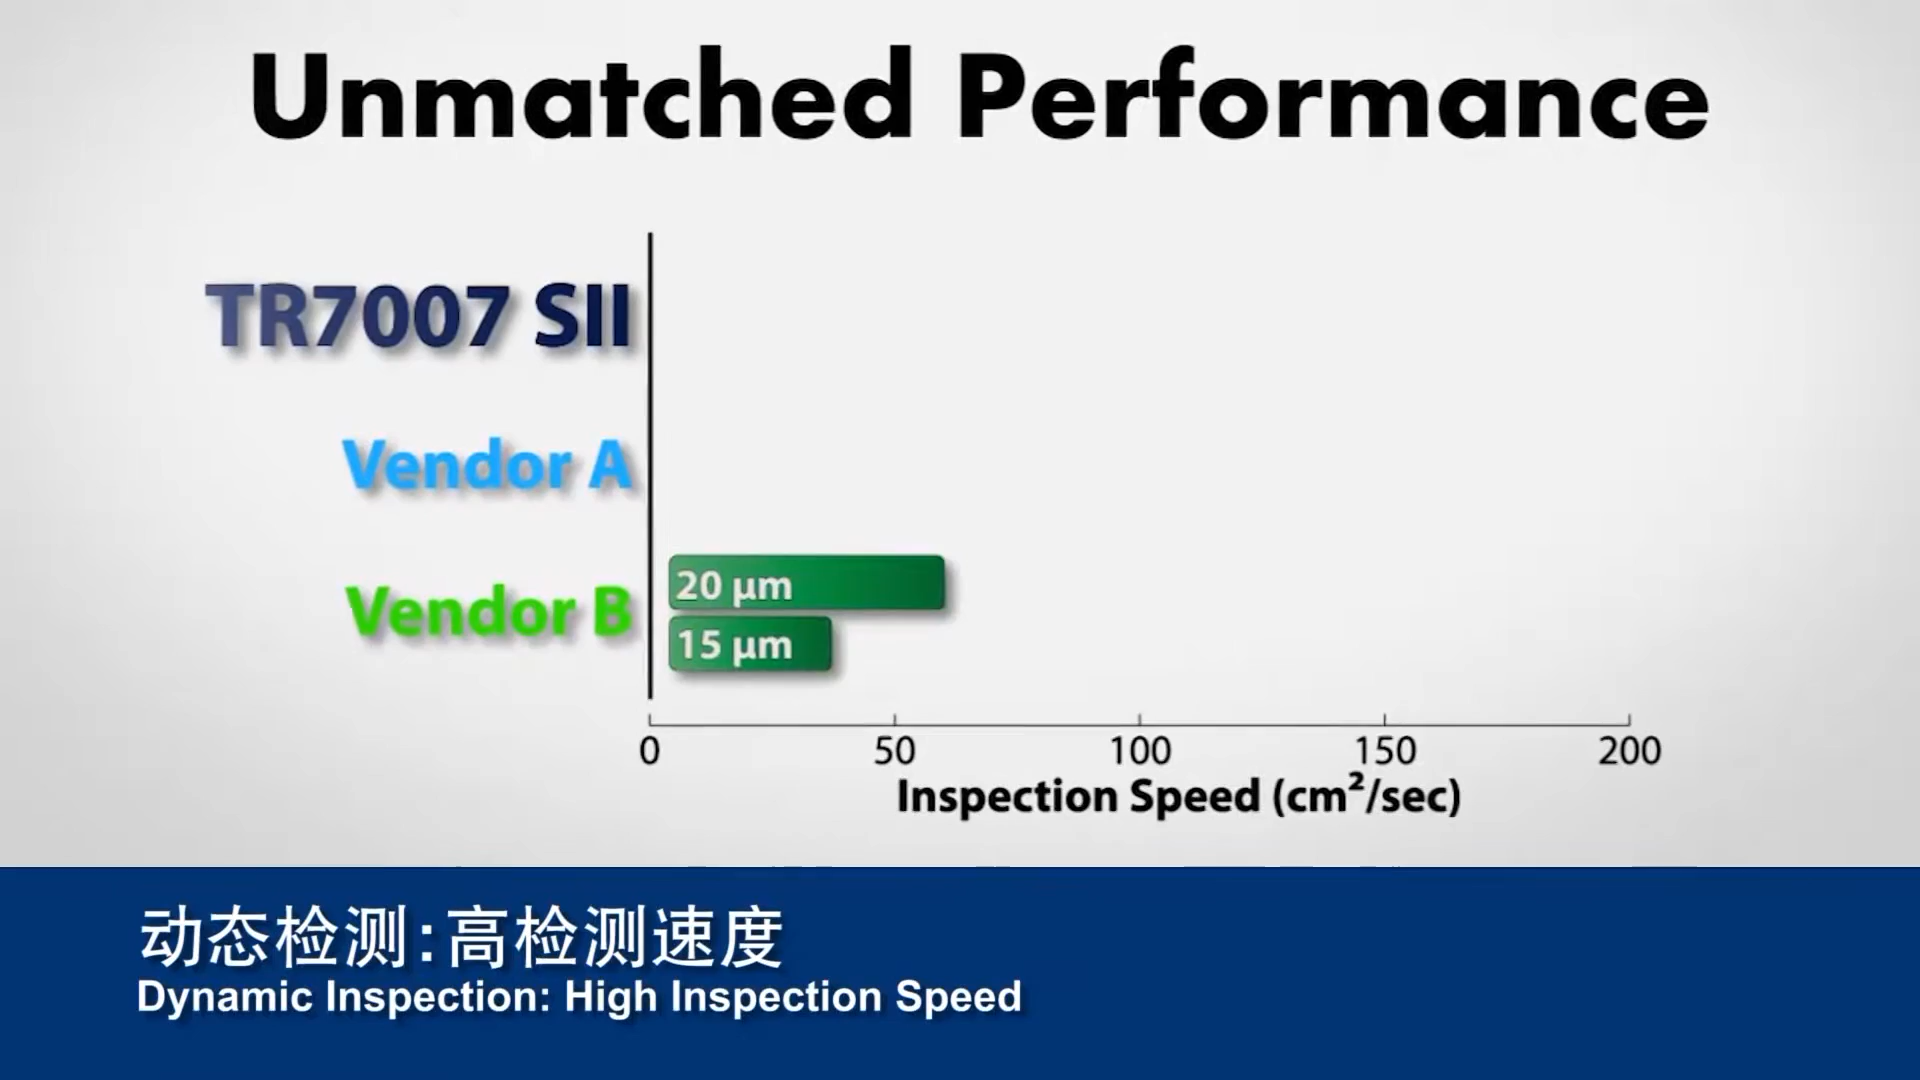 Unmatched Performance
TR7007 SII
Vendor A
Vendor B
20 µm
15 µm
0 50 100 150 200
Inspection Speed (cm²/sec)
动态检测:高检测速度
Dynamic Inspection: High Inspection Speed